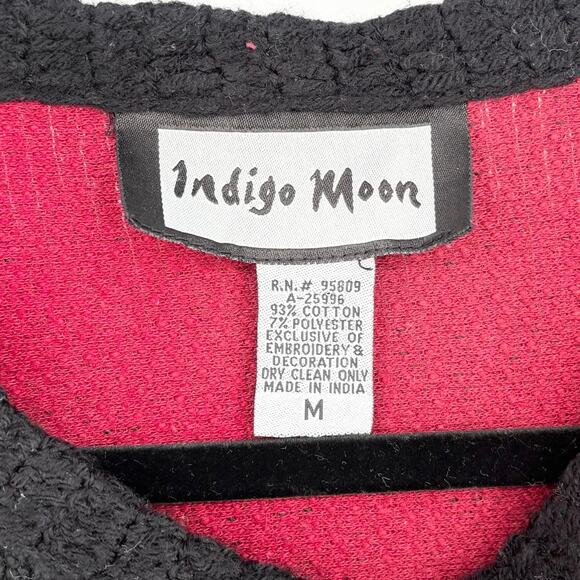 Indigo Moon
R.N.# 95809
A-25996
93% COTTON
7% POLYESTER
EXCLUSIVE OF
EMBROIDERY &
DECORATION
DRY CLEAN ONLY
MADE IN INDIA
M